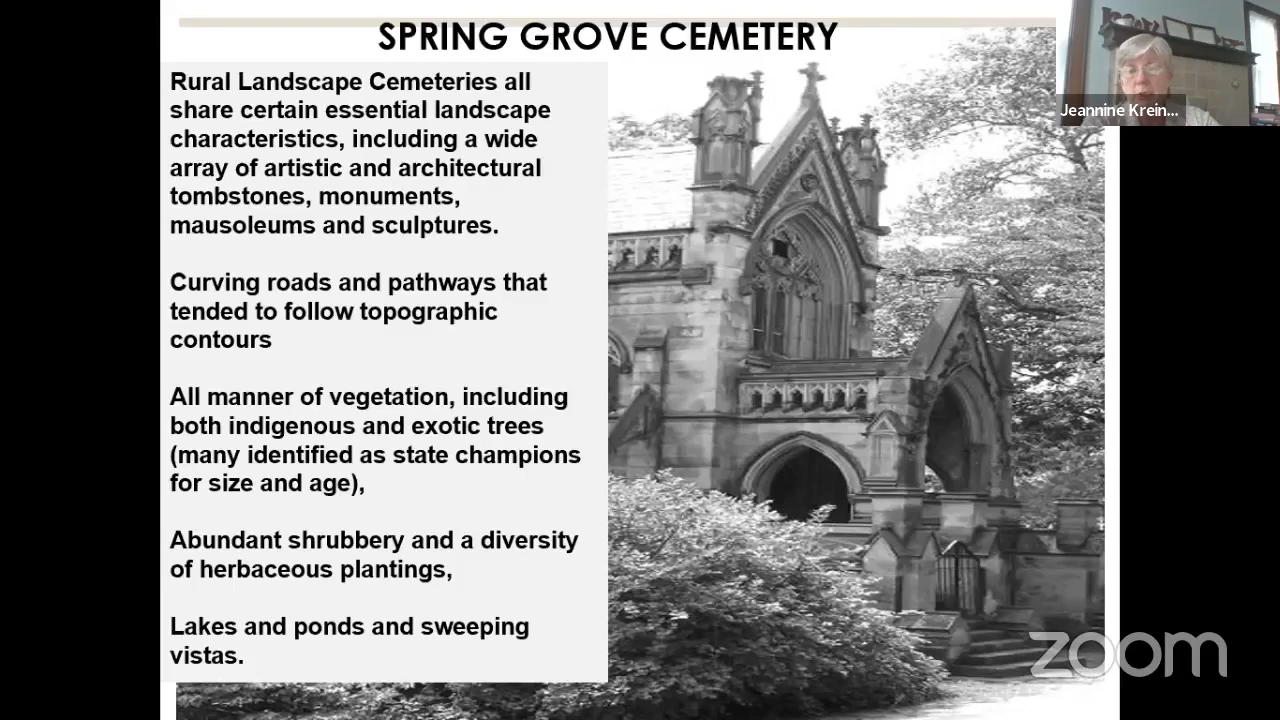 SPRING GROVE CEMETERY
Rural Landscape Cemeteries all
share certain essential landscape
characteristics, including a wide
array of artistic and architectural
tombstones, monuments,
mausoleums and sculptures.
Curving roads and pathways that
tended to follow topographic
contours
All manner of vegetation, including
both indigenous and exotic trees
(many identified as state champions
for size and age),
Abundant shrubbery and a diversity
of herbaceous plantings,
Lakes and ponds and sweeping
vistas.
Jeannine Krein...
zoom